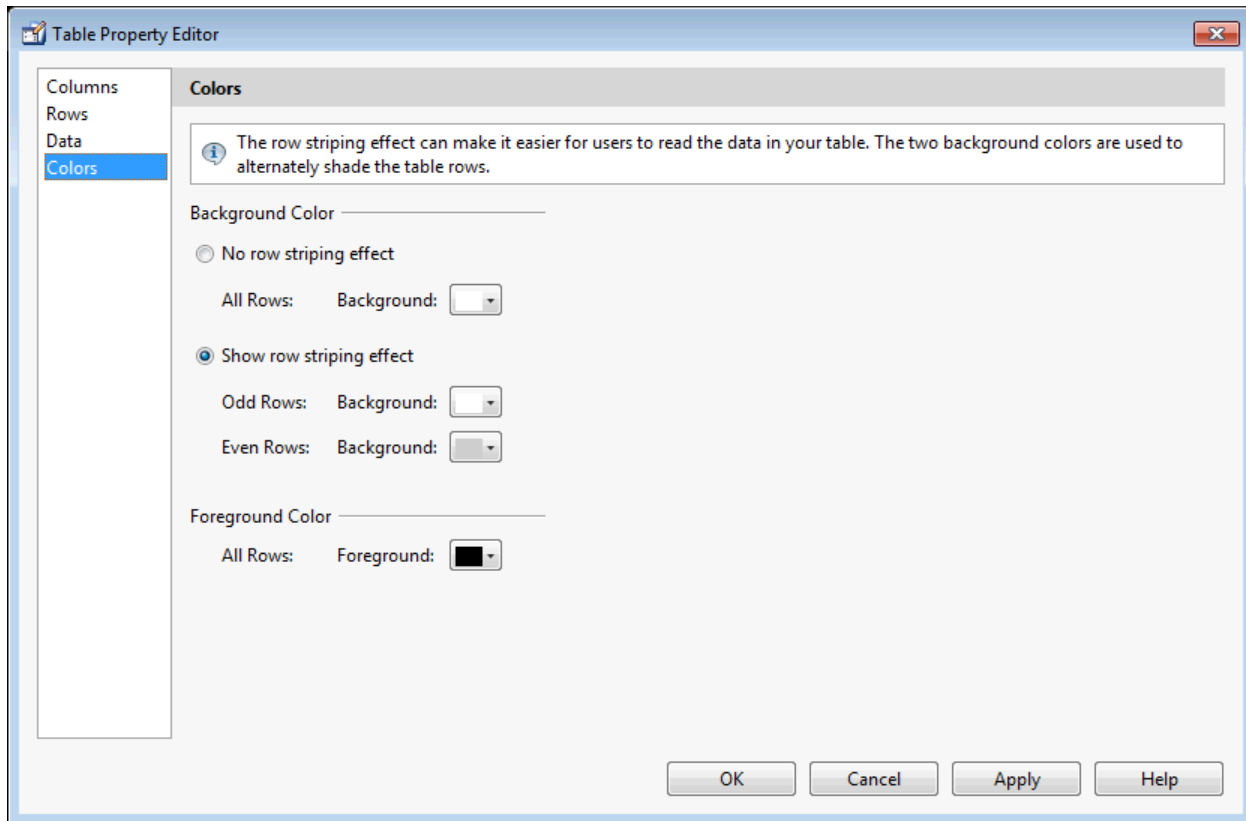 Table Property Editor
Columns
Rows
Data
Colors
Colors
The row striping effect can make it easier for users to read the data in your table. The two background colors are used to
alternately shade the table rows.
Background Color
No row striping effect
All Rows: Background:
Show row striping effect
Odd Rows: Background:
Even Rows: Background:
Foreground Color
All Rows: Foreground:
OK Cancel Apply Help